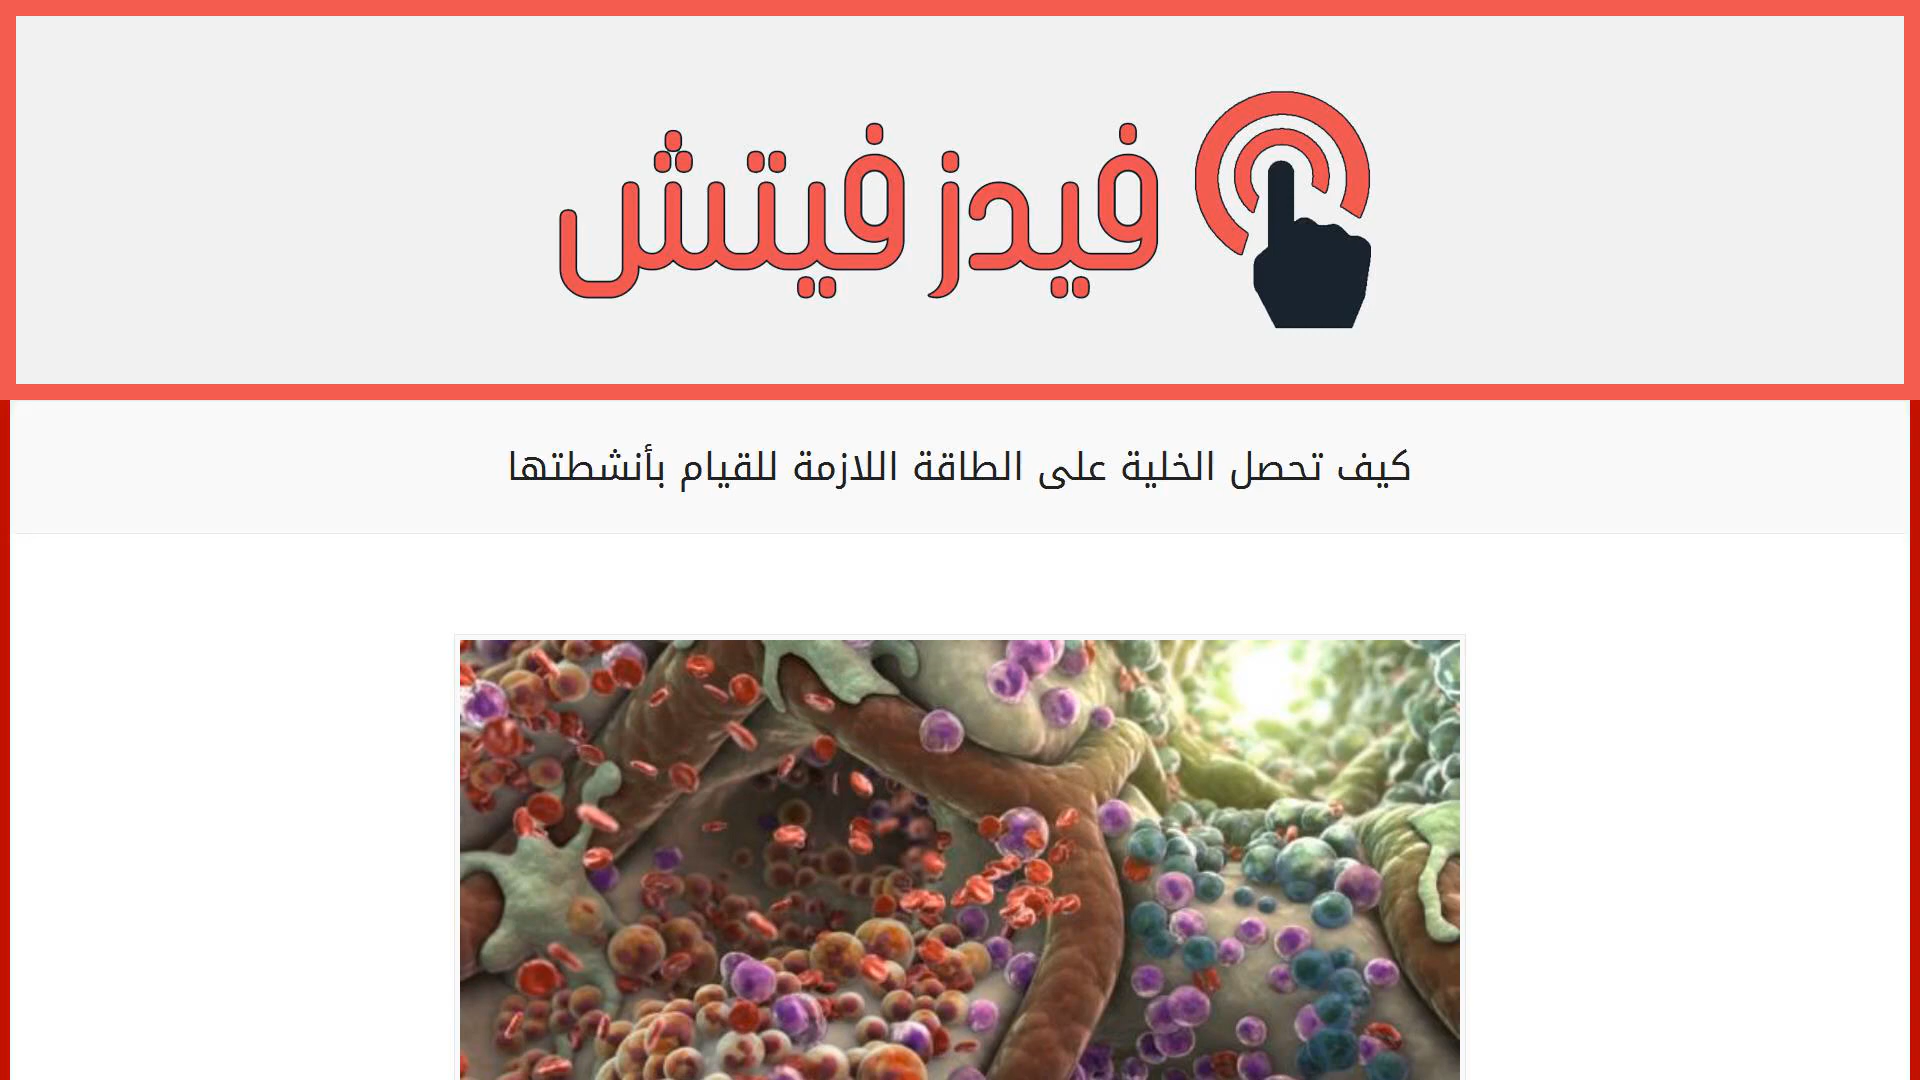 فيدز فيتش
كيف تحصل الخلية على الطاقة اللازمة للقيام بأنشطتها